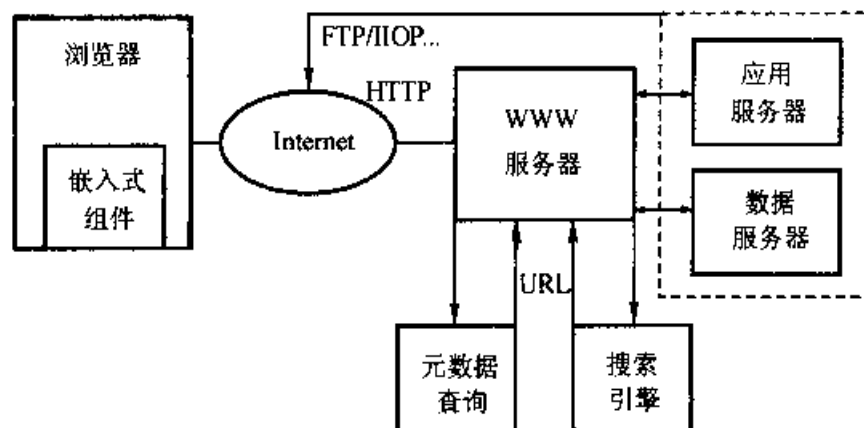 浏览器
嵌入式
组件
FTP/IIOP...
HTTP
Internet
WWW
服务器
应用
服务器
数据
服务器
URL
元数据
查询
搜索
引擎